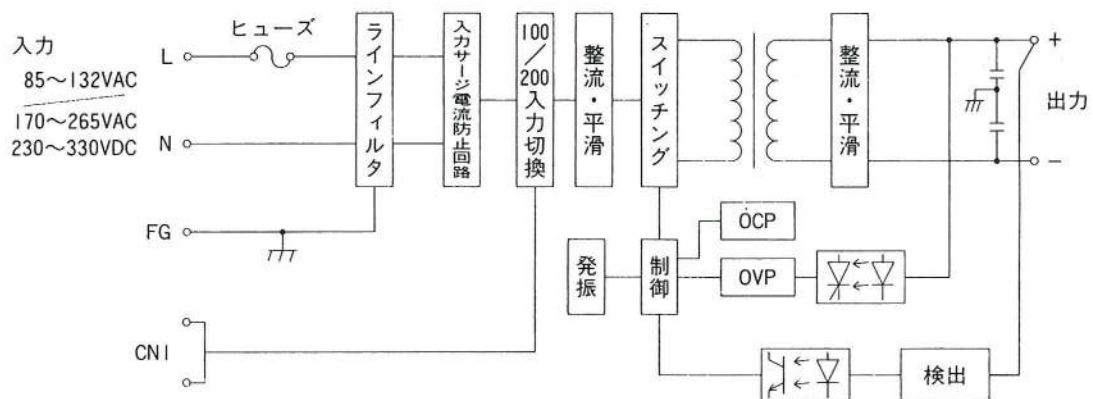 入力
85～132VAC
170～265VAC
230～330VDC
L
ヒューズ
N
FG
CN1
ラインフィルタ
入力サージ電流防止回路
100/200入力切換
整流・平滑
スイッチング
整流・平滑
+
出力
−
発振
制御
OCP
OVP
検出